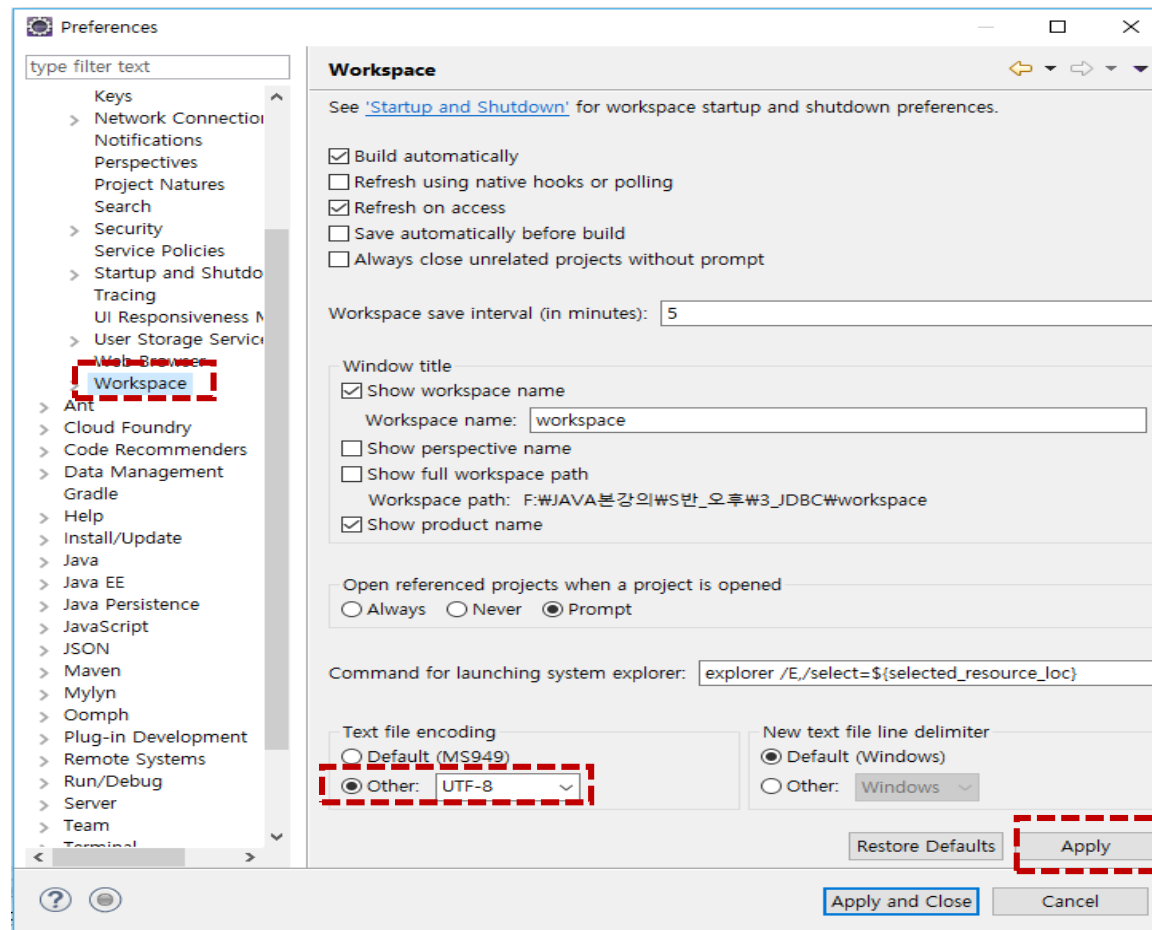 Preferences
type filter text
Keys
Network Connection
Notifications
Perspectives
Project Natures
Search
Security
Service Policies
Startup and Shutdo
Tracing
UI Responsiveness M
User Storage Service
Web Browser
Workspace
Ant
Cloud Foundry
Code Recommenders
Data Management
Gradle
Help
Install/Update
Java
Java EE
Java Persistence
JavaScript
JSON
Maven
Mylyn
Oomph
Plug-in Development
Remote Systems
Run/Debug
Server
Team
Terminal
Workspace
See 'Startup and Shutdown' for workspace startup and shutdown preferences.
Build automatically
Refresh using native hooks or polling
Refresh on access
Save automatically before build
Always close unrelated projects without prompt
Workspace save interval (in minutes): 5
Window title
Show workspace name
Workspace name: workspace
Show perspective name
Show full workspace path
Workspace path: F:₩JAVA본강의₩S반_오후₩3_JDBC₩workspace
Show product name
Open referenced projects when a project is opened
Always Never Prompt
Command for launching system explorer: explorer /E,/select=${selected_resource_loc}
Text file encoding
Default (MS949)
Other: UTF-8
New text file line delimiter
Default (Windows)
Other: Windows
Restore Defaults Apply
? Apply and Close Cancel